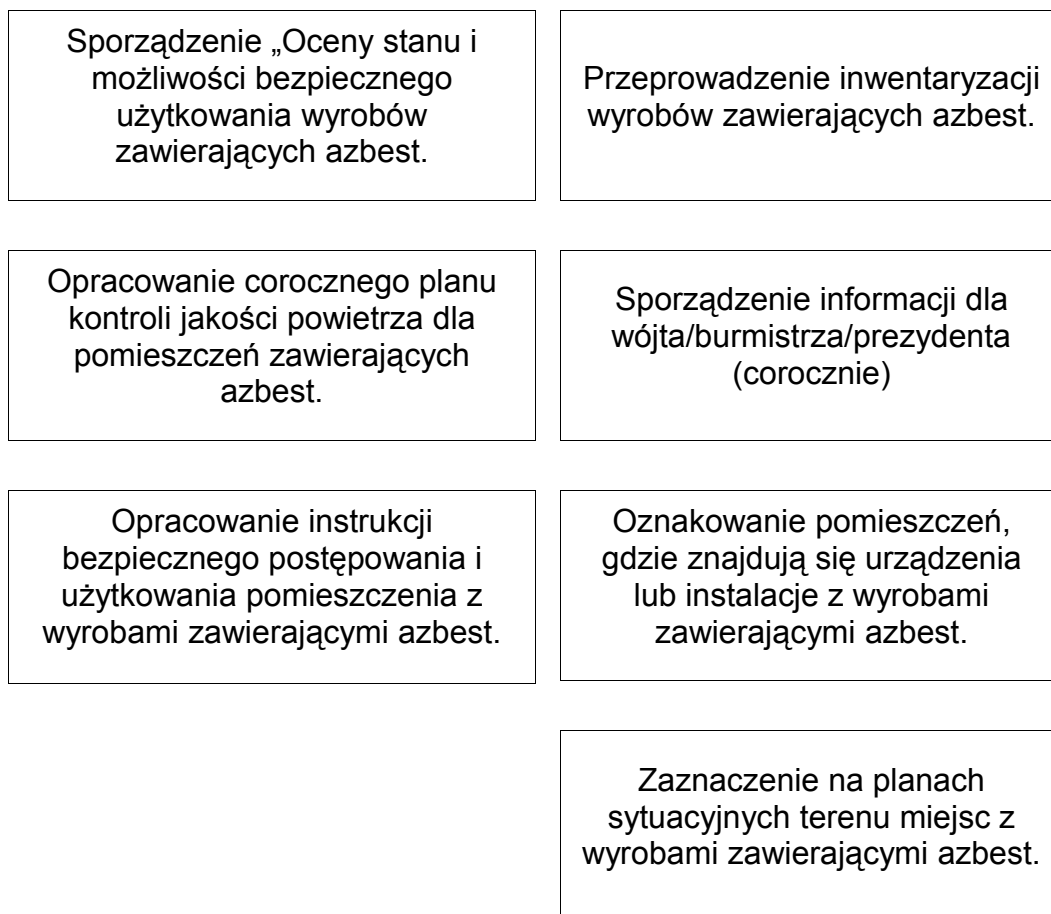 Sporządzenie „Oceny stanu i
możliwości bezpiecznego
użytkowania wyrobów
zawierających azbest.
Przeprowadzenie inwentaryzacji
wyrobów zawierających azbest.
Opracowanie corocznego planu
kontroli jakości powietrza dla
pomieszczeń zawierających
azbest.
Sporządzenie informacji dla
wójta/burmistrza/prezydenta
(corocznie)
Opracowanie instrukcji
bezpiecznego postępowania i
użytkowania pomieszczenia z
wyrobami zawierającymi azbest.
Oznakowanie pomieszczeń,
gdzie znajdują się urządzenia
lub instalacje z wyrobami
zawierającymi azbest.
Zaznaczenie na planach
sytuacyjnych terenu miejsc z
wyrobami zawierającymi azbest.